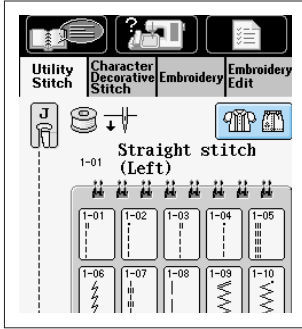 Utility Stitch
Character Decorative Stitch
Embroidery
Embroidery Edit
J
1-01
Straight stitch
(Left)
1-01 1-02 1-03 1-04 1-05
1-06 1-07 1-08 1-09 1-10